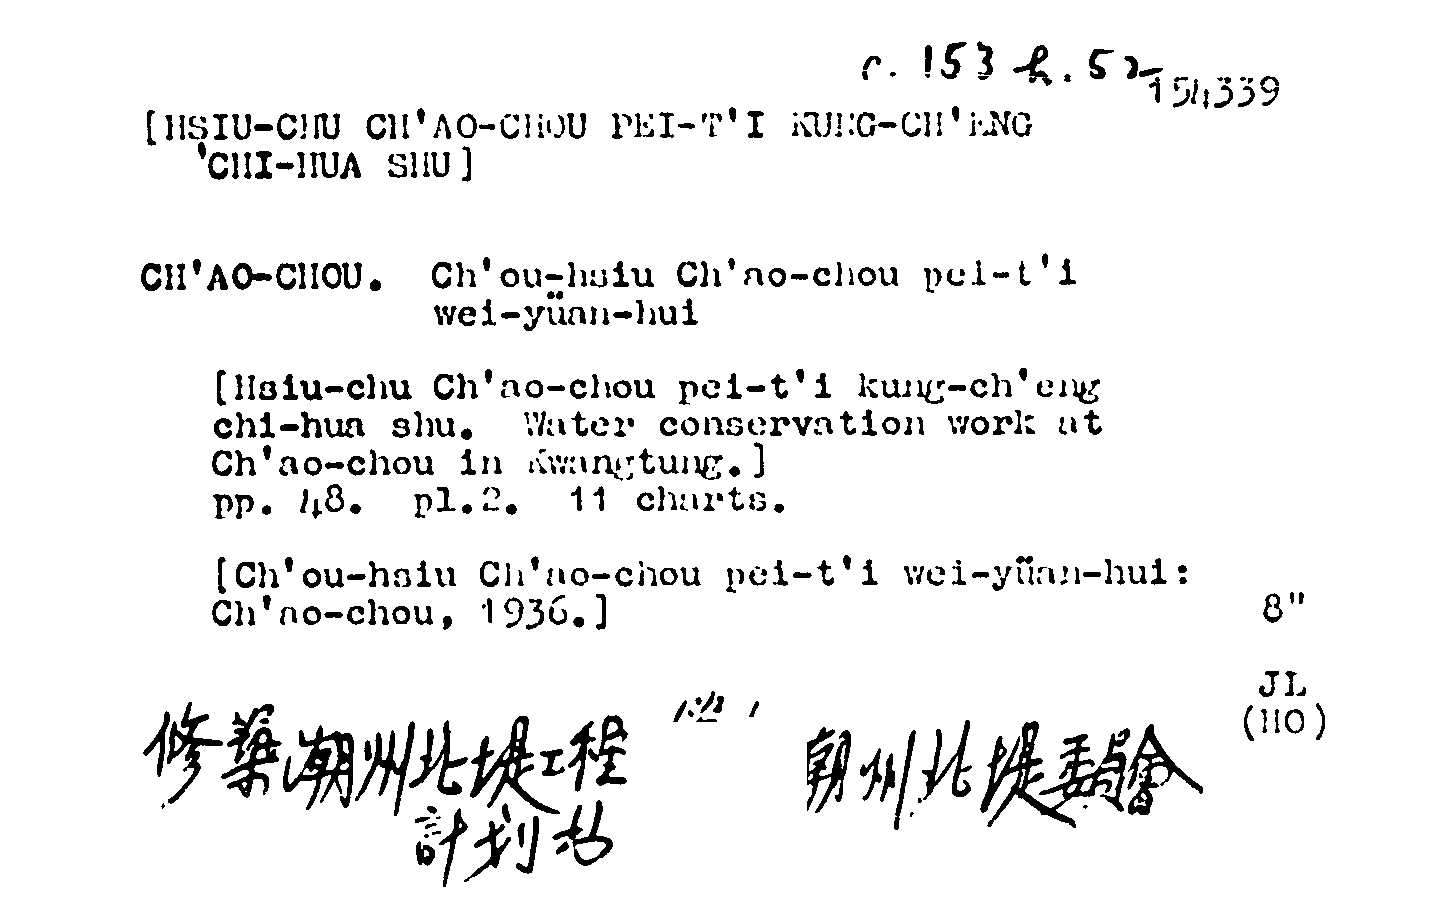 c. 153 h. 52
154339
[HSIU-CHU CH'AO-CHOU PEI-T'I KUNG-CH'ENG
'CHI-HUA SHU]
CH'AO-CHOU. Ch'ou-hsiu Ch'ao-chou pei-t'i
wei-yüan-hui
[Hsiu-chu Ch'ao-chou pei-t'i kung-ch'eng
chi-hua shu. Water conservation work at
Ch'ao-chou in Kwangtung.]
pp. 48. pl.2. 11 charts.
[Ch'ou-hsiu Ch'ao-chou pei-t'i wei-yüan-hui:
Ch'ao-chou, 1936.]
8"
JL
(HO)
修築潮州北堤工程
計划书
潮州北堤委員會